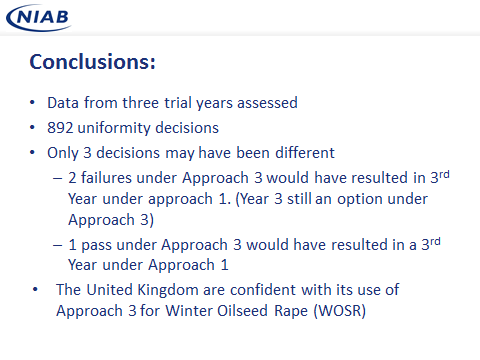 NIAB
Conclusions:
• Data from three trial years assessed
• 892 uniformity decisions
• Only 3 decisions may have been different
– 2 failures under Approach 3 would have resulted in 3rd
Year under approach 1. (Year 3 still an option under
Approach 3)
– 1 pass under Approach 3 would have resulted in a 3rd
Year under Approach 1
• The United Kingdom are confident with its use of
Approach 3 for Winter Oilseed Rape (WOSR)